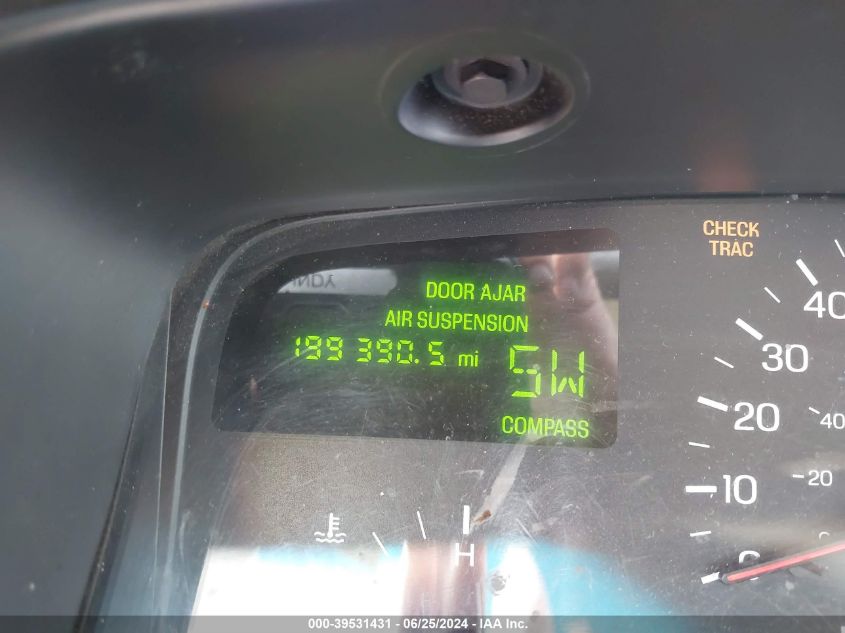 CHECK
TRAC
DOOR AJAR
AIR SUSPENSION
199 390.5 mi
SW
COMPASS
40
30
20
40
10
20
0
H
000-39531431 - 06/25/2024 - IAA Inc.